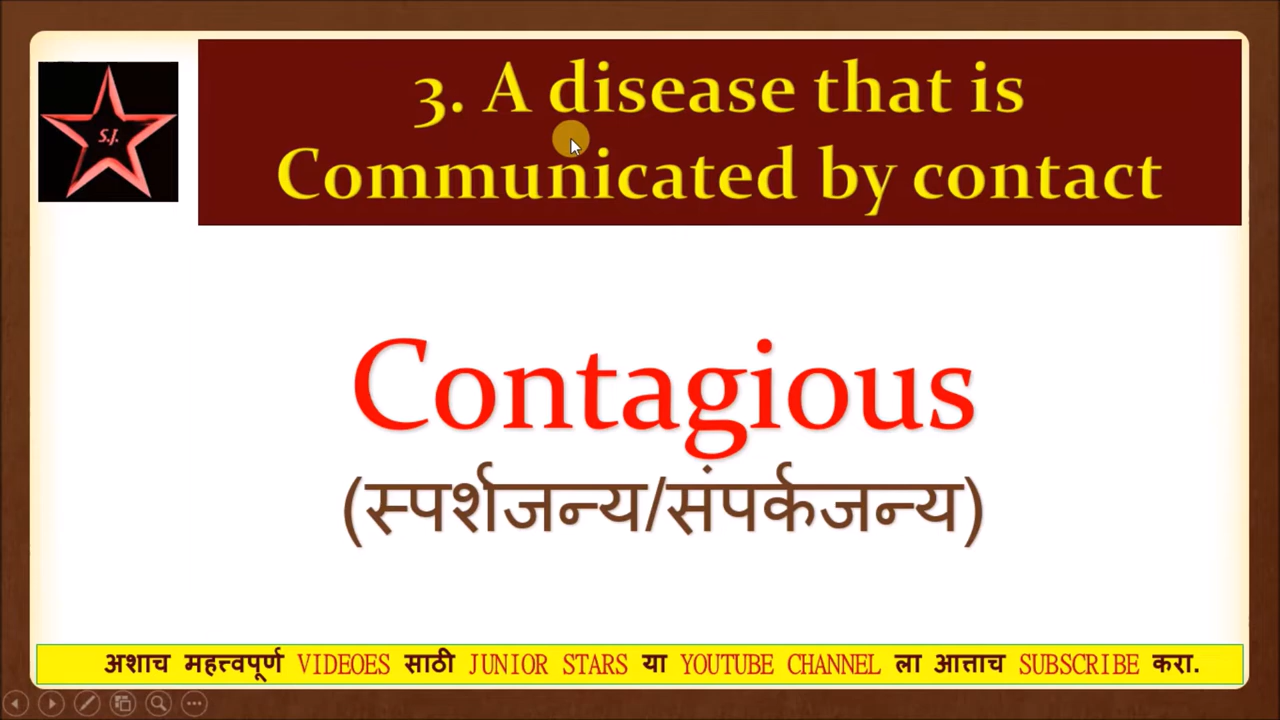 S.J.
3. A disease that is
Communicated by contact
Contagious
(स्पर्शजन्य/संपर्कजन्य)
अशाच महत्त्वपूर्ण VIDEOES साठी JUNIOR STARS या YOUTUBE CHANNEL ला आत्ताच SUBSCRIBE करा.